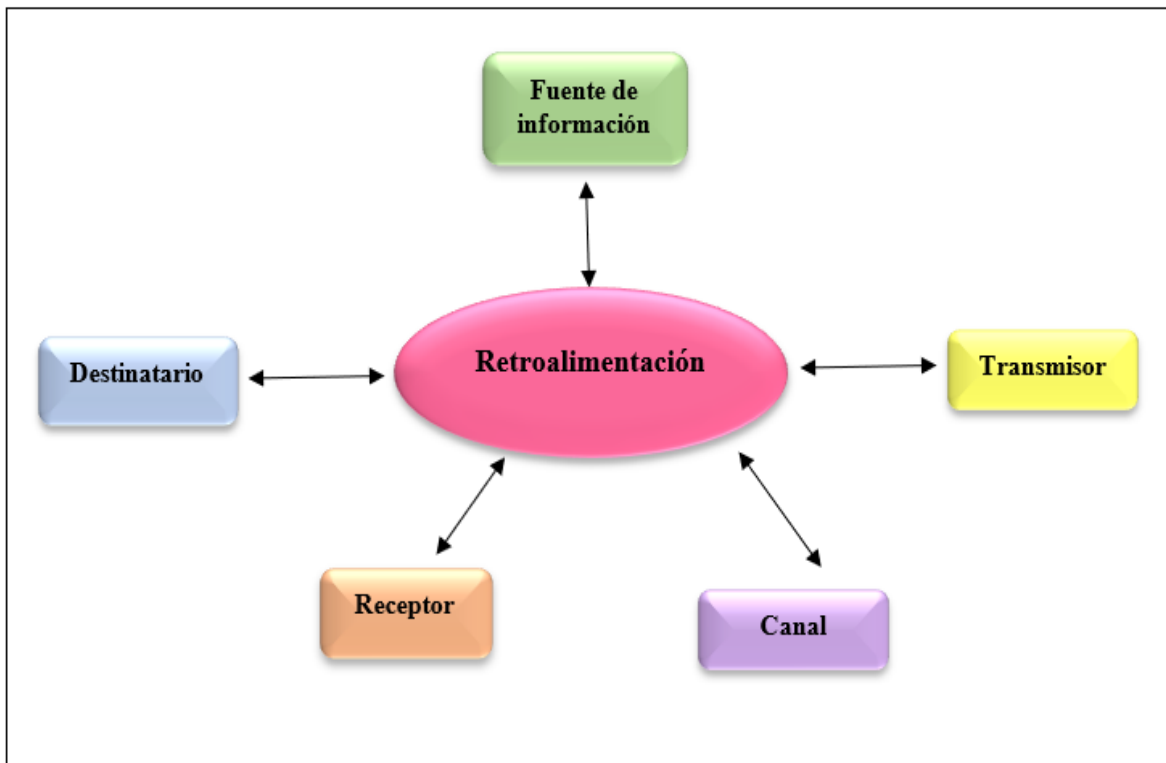 Fuente de
información
Retroalimentación
Destinatario
Transmisor
Receptor
Canal